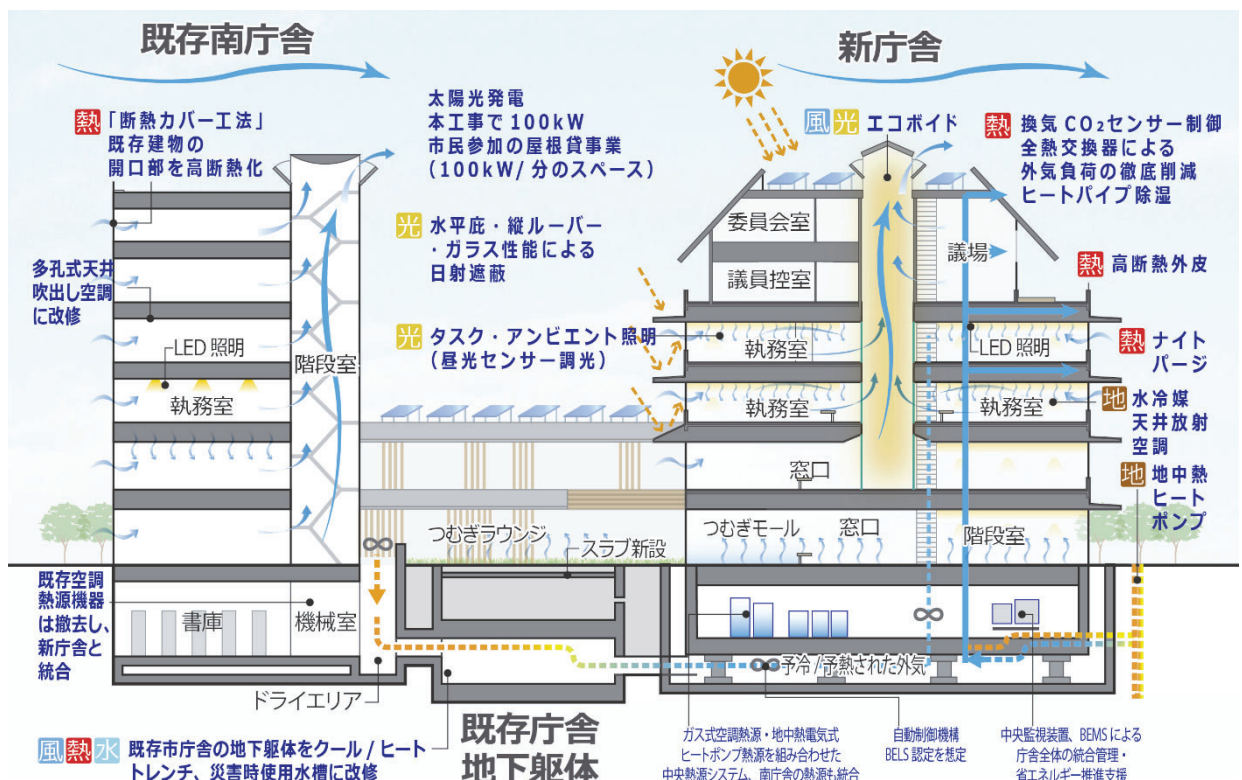 既存南庁舎
新庁舎
熱 「断熱カバー工法」
既存建物の
開口部を高断熱化
太陽光発電
本工事で100kW
市民参加の屋根貸事業
(100kW/分のスペース)
風 光 エコボイド
熱 換気CO₂センサー制御
全熱交換器による
外気負荷の徹底削減
ヒートパイプ除湿
光 水平庇・縦ルーバー
・ガラス性能による
日射遮蔽
委員会室
議場
議員控室
熱 高断熱外皮
多孔式天井
吹出し空調
に改修
光 タスク・アンビエント照明
(昼光センサー調光)
LED照明
階段室
執務室
執務室
LED照明
熱 ナイト
パージ
執務室
執務室
地 水冷媒
天井放射
空調
窓口
地 地中熱
ヒート
ポンプ
つむぎラウンジ
スラブ新設
つむぎモール
窓口
階段室
既存空調
熱源機器
は撤去し、
新庁舎と
統合
書庫
機械室
予冷/予熱された外気
ドライエリア
既存庁舎
地下躯体
風 熱 水 既存市庁舎の地下躯体をクール/ヒート
トレンチ、災害時使用水槽に改修
ガス式空調熱源・地中熱電気式
ヒートポンプ熱源を組み合わせた
中央熱源システム、南庁舎の熱源も統合
自動制御機構
BELS認定を想定
中央監視装置、BEMSによる
庁舎全体の統合管理・
省エネルギー推進支援